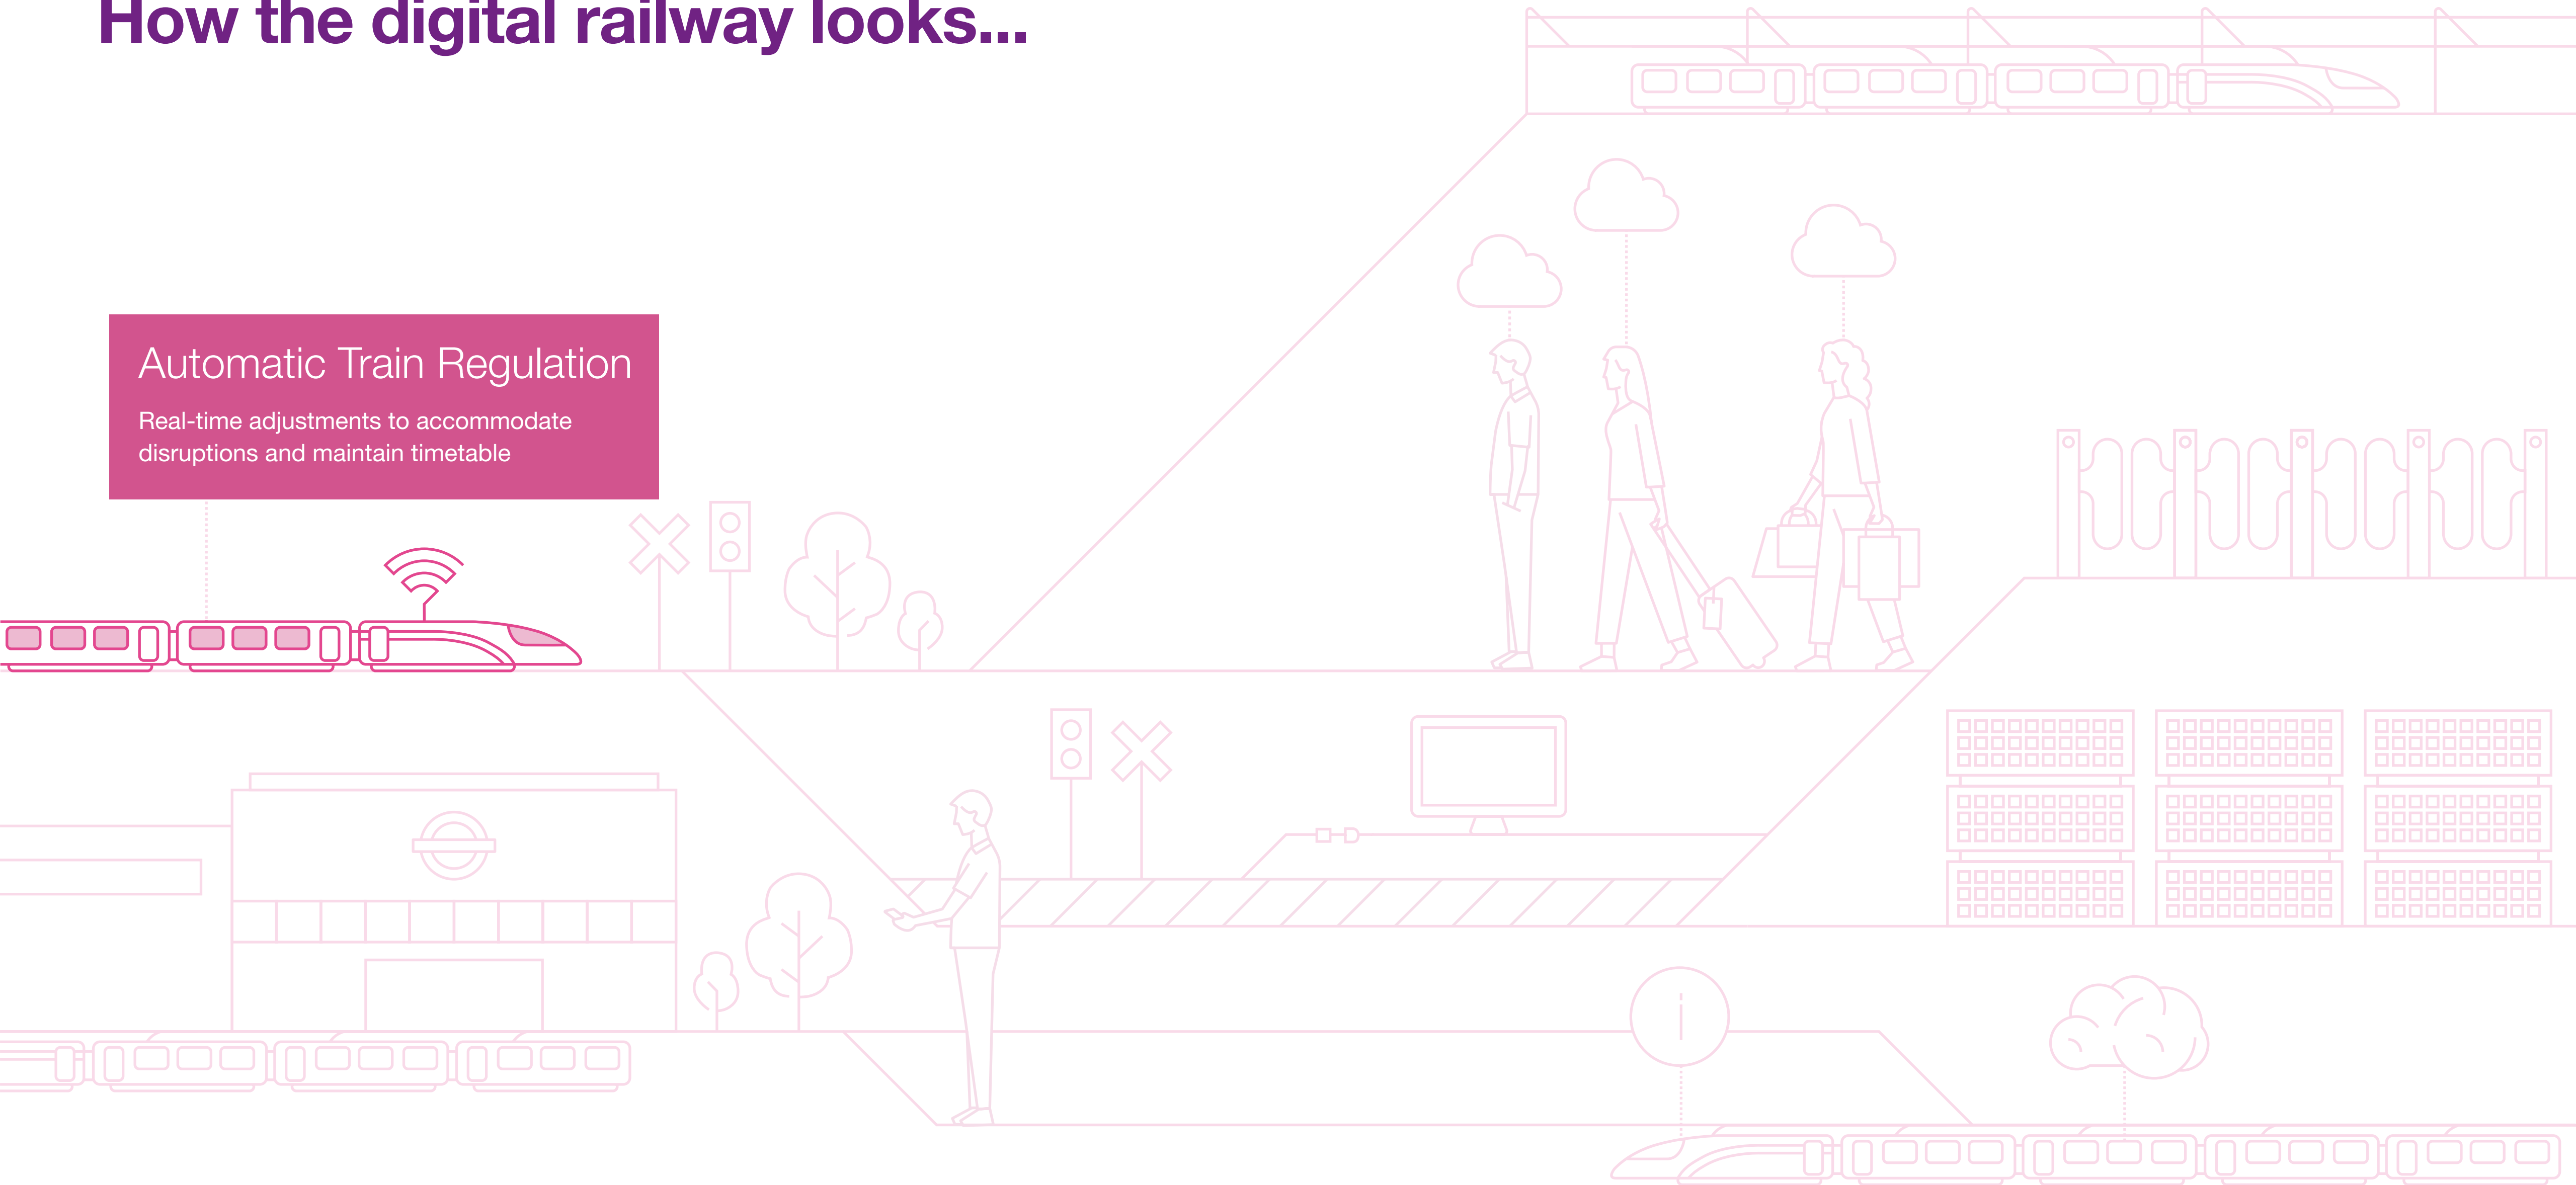 How the digital railway looks...
Automatic Train Regulation
Real-time adjustments to accommodate
disruptions and maintain timetable